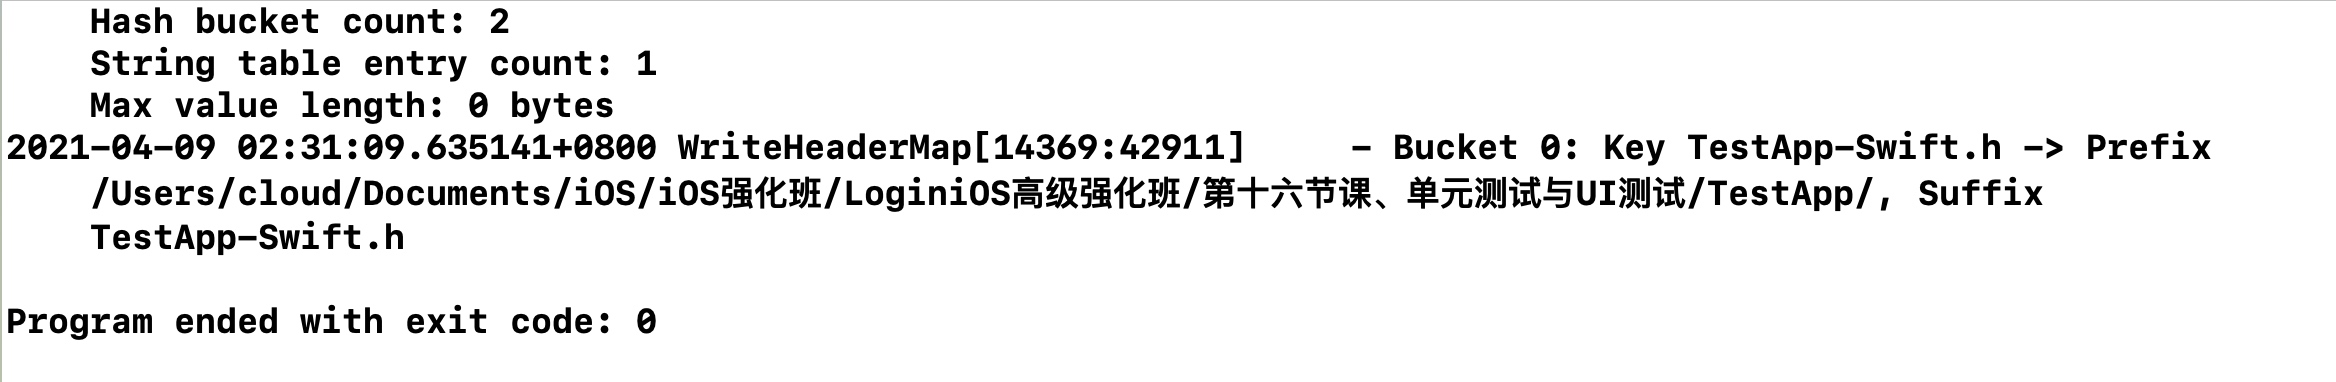 Hash bucket count: 2
String table entry count: 1
Max value length: 0 bytes
2021-04-09 02:31:09.635141+0800 WriteHeaderMap[14369:42911]     - Bucket 0: Key TestApp-Swift.h -> Prefix
/Users/cloud/Documents/iOS/iOS强化班/LoginiOS高级强化班/第十六节课、单元测试与UI测试/TestApp/, Suffix
TestApp-Swift.h
Program ended with exit code: 0